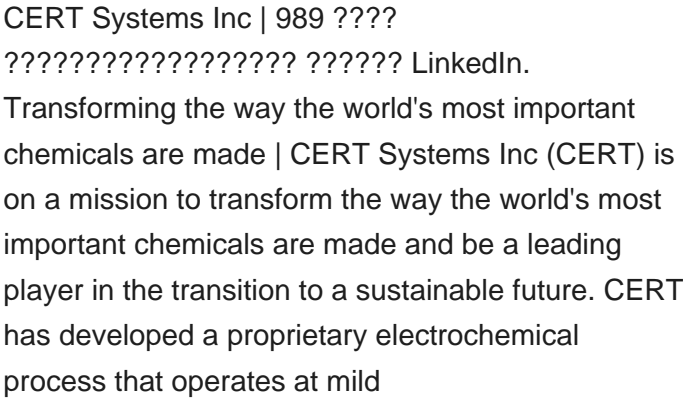 CERT Systems Inc | 989 ????
?????????????????? ?????? LinkedIn.
Transforming the way the world's most important
chemicals are made | CERT Systems Inc (CERT) is
on a mission to transform the way the world's most
important chemicals are made and be a leading
player in the transition to a sustainable future. CERT
has developed a proprietary electrochemical
process that operates at mild